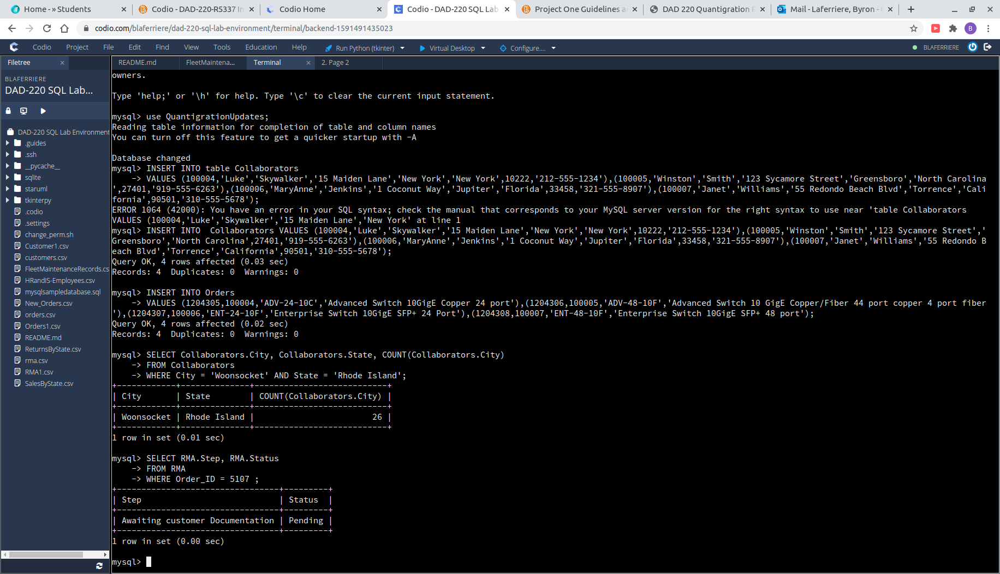 Home - » Students
Codio - DAD-220-R5337 In
Codio Home
Codio - DAD-220 SQL Lab
Project One Guidelines a
DAD 220 Quantigration R
Mail - Laferriere, Byron -
codio.com/blaferriere/dad-220-sql-lab-environment/terminal/backend-1591491435023
B
Codio Project File Edit Find View Tools Education Help Run Python (tkinter) Virtual Desktop Configure.... BLAFERRIERE
Filetree
README.md FleetMaintena... Terminal 2. Page 2
BLAFERRIERE
DAD-220 SQL Lab...
DAD-220 SQL Lab Environment
.guides
.ssh
__pycache__
sqlite
staruml
tkinterpy
.codio
.settings
change_perm.sh
Customer1.csv
customers.csv
FleetMaintenanceRecords.cs
HRandIS-Employees.csv
mysqlsampledatabase.sql
New_Orders.csv
orders.csv
Orders1.csv
README.md
ReturnsByState.csv
rma.csv
RMA1.csv
SalesByState.csv
owners.
Type 'help;' or '\h' for help. Type '\c' to clear the current input statement.
mysql> use QuantigrationUpdates;
Reading table information for completion of table and column names
You can turn off this feature to get a quicker startup with -A
Database changed
mysql> INSERT INTO table Collaborators
    -> VALUES (100004,'Luke','Skywalker','15 Maiden Lane','New York','New York',10222,'212-555-1234'),(100005,'Winston','Smith','123 Sycamore Street','Greensboro','North Carolina
',27401,'919-555-6263'),(100006,'MaryAnne','Jenkins','1 Coconut Way','Jupiter','Florida',33458,'321-555-8907'),(100007,'Janet','Williams','55 Redondo Beach Blvd','Torrence','Cali
fornia',90501,'310-555-5678');
ERROR 1064 (42000): You have an error in your SQL syntax; check the manual that corresponds to your MySQL server version for the right syntax to use near 'table Collaborators
VALUES (100004,'Luke','Skywalker','15 Maiden Lane','New York' at line 1
mysql> INSERT INTO  Collaborators VALUES (100004,'Luke','Skywalker','15 Maiden Lane','New York','New York',10222,'212-555-1234'),(100005,'Winston','Smith','123 Sycamore Street','
Greensboro','North Carolina',27401,'919-555-6263'),(100006,'MaryAnne','Jenkins','1 Coconut Way','Jupiter','Florida',33458,'321-555-8907'),(100007,'Janet','Williams','55 Redondo B
each Blvd','Torrence','California',90501,'310-555-5678');
Query OK, 4 rows affected (0.03 sec)
Records: 4  Duplicates: 0  Warnings: 0
mysql> INSERT INTO Orders
    -> VALUES (1204305,100004,'ADV-24-10C','Advanced Switch 10GigE Copper 24 port'),(1204306,100005,'ADV-48-10F','Advanced Switch 10 GigE Copper/Fiber 44 port copper 4 port fiber
'),(1204307,100006,'ENT-24-10F','Enterprise Switch 10GigE SFP+ 24 Port'),(1204308,100007,'ENT-48-10F','Enterprise Switch 10GigE SFP+ 48 port');
Query OK, 4 rows affected (0.02 sec)
Records: 4  Duplicates: 0  Warnings: 0
mysql> SELECT Collaborators.City, Collaborators.State, COUNT(Collaborators.City)
    -> FROM Collaborators
    -> WHERE City = 'Woonsocket' AND State = 'Rhode Island';
+------------+--------------+---------------------------+
| City       | State        | COUNT(Collaborators.City) |
+------------+--------------+---------------------------+
| Woonsocket | Rhode Island |                        26 |
+------------+--------------+---------------------------+
1 row in set (0.01 sec)
mysql> SELECT RMA.Step, RMA.Status
    -> FROM RMA
    -> WHERE Order_ID = 5107 ;
+---------------------------------+---------+
| Step                            | Status  |
+---------------------------------+---------+
| Awaiting customer Documentation | Pending |
+---------------------------------+---------+
1 row in set (0.00 sec)
mysql>